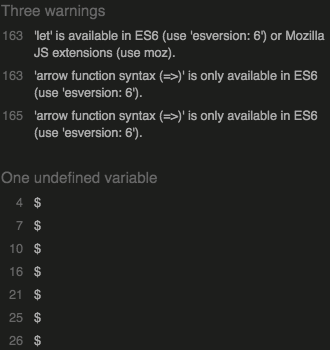 Three warnings
163 'let' is available in ES6 (use 'esversion: 6') or Mozilla
JS extensions (use moz).
163 'arrow function syntax (=>)' is only available in ES6
(use 'esversion: 6').
165 'arrow function syntax (=>)' is only available in ES6
(use 'esversion: 6').
One undefined variable
4 $
7 $
10 $
16 $
21 $
25 $
26 $